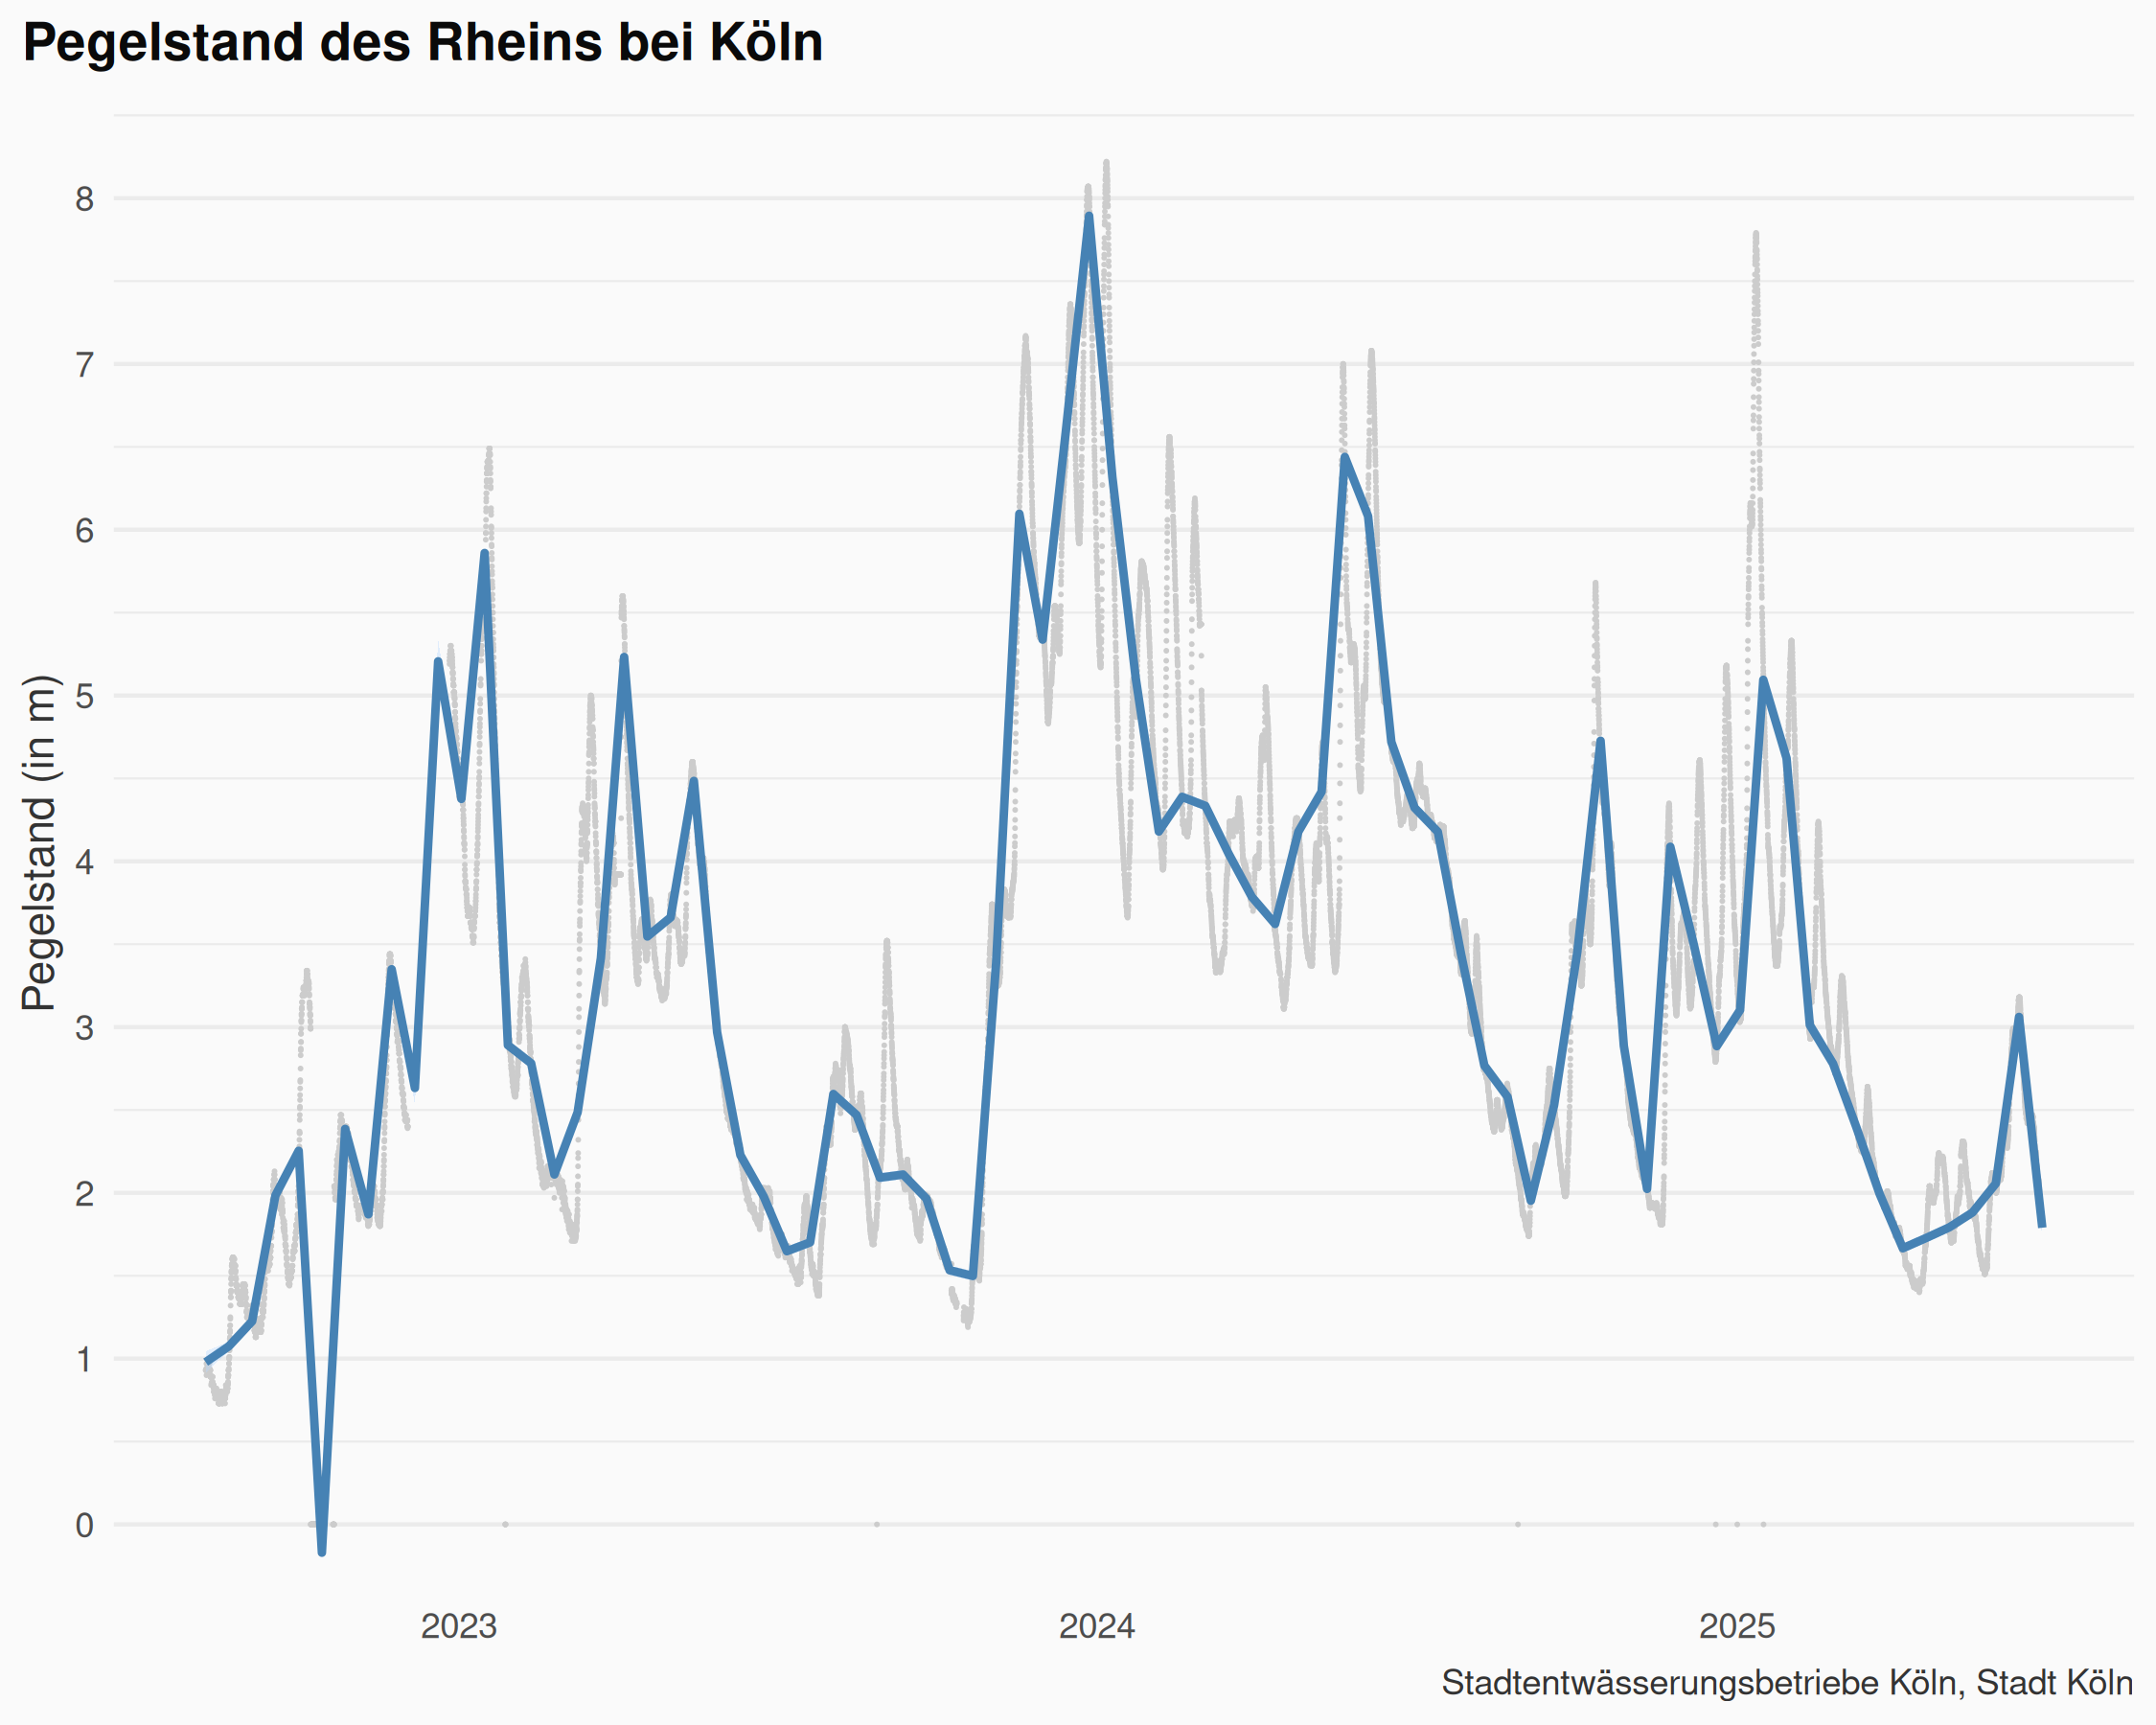 Pegelstand des Rheins bei Köln
Pegelstand (in m)
8
7
6
5
4
3
2
1
0
2023 2024 2025
Stadtentwässerungsbetriebe Köln, Stadt Köln